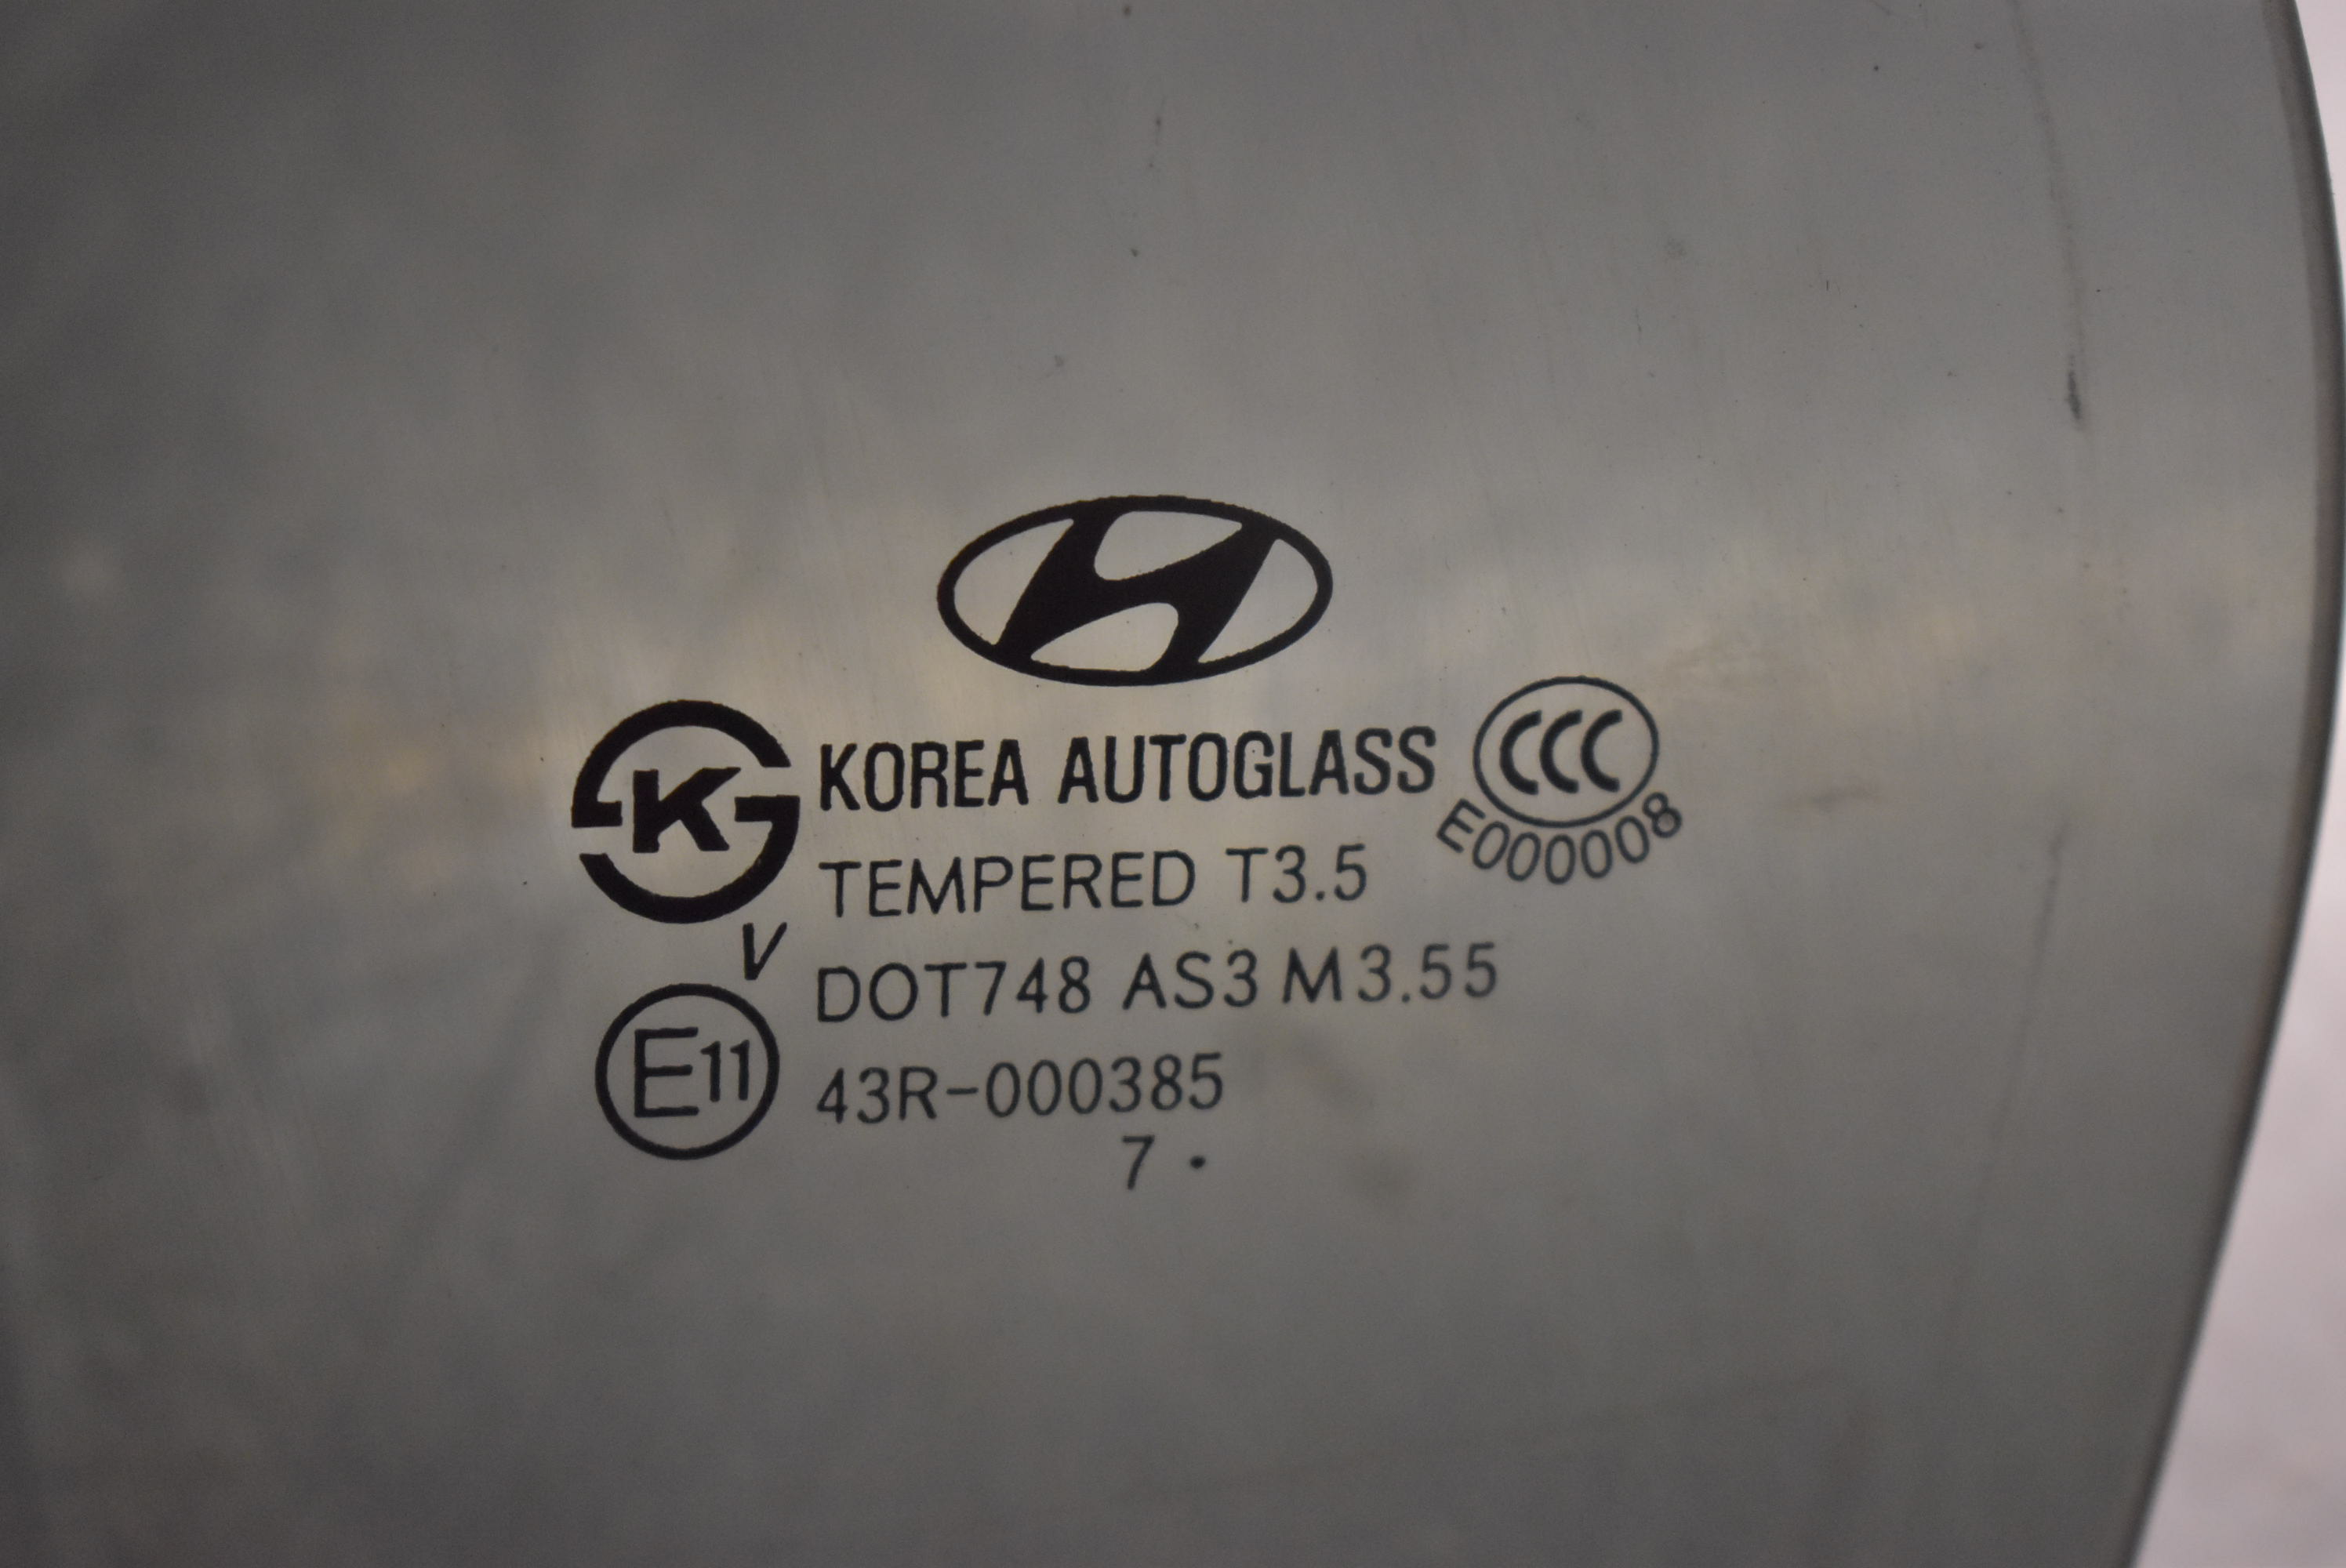 KOREA AUTOGLASS
CCC
E000008
K
TEMPERED T3.5
V
DOT748 AS3 M3.55
E11
43R-000385
7 .